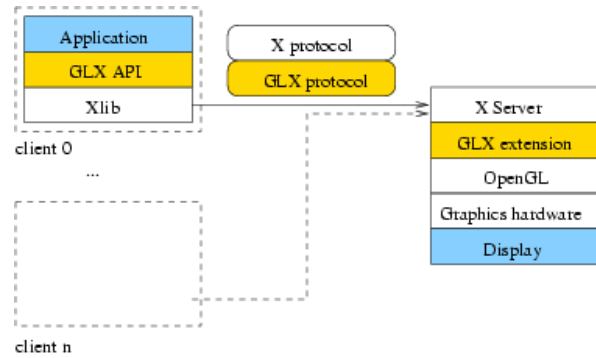 Application
GLX API
Xlib
client 0
...
client n
X protocol
GLX protocol
X Server
GLX extension
OpenGL
Graphics hardware
Display